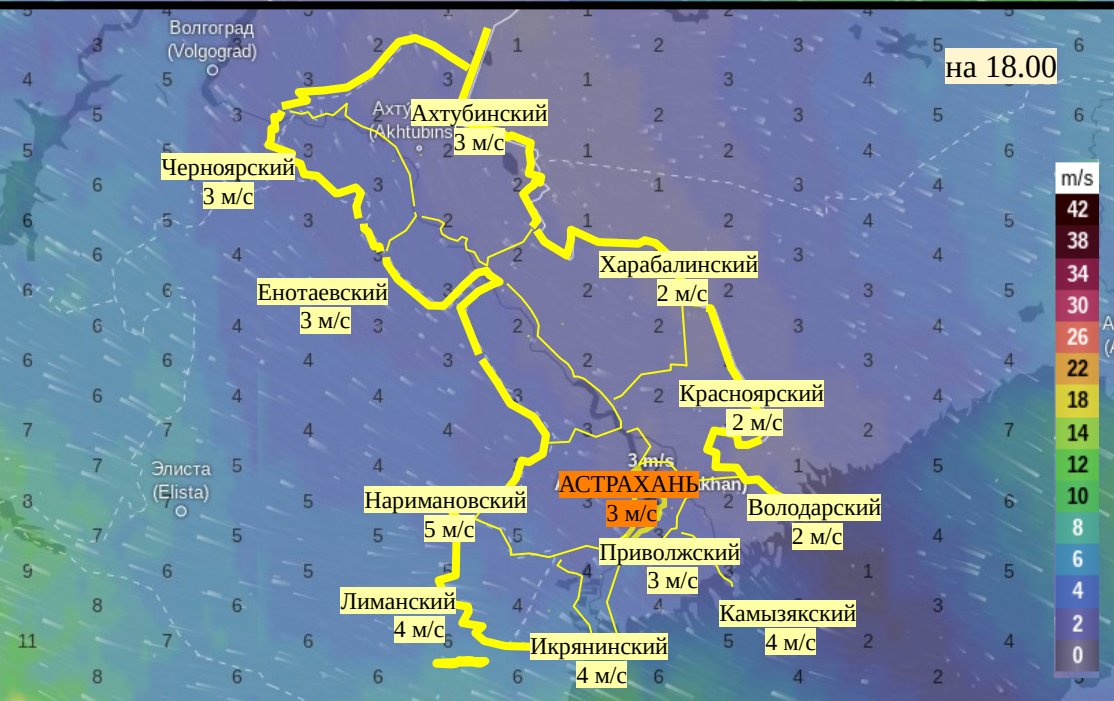 Волгоград
(Volgograd)
на 18.00
Ахтубинский
3 м/с
(Akhtubins
Черноярский
3 м/с
m/s
42
38
34
30
26
22
18
14
12
10
8
6
4
2
0
Харабалинский
2 м/с
Енотаевский
3 м/с
Красноярский
2 м/с
Элиста
(Elista)
3 m/s
АСТРАХАНЬ
khan)
3 м/с
Наримановский
5 м/с
Володарский
2 м/с
Приволжский
3 м/с
Лиманский
4 м/с
Камызякский
4 м/с
Икрянинский
4 м/с